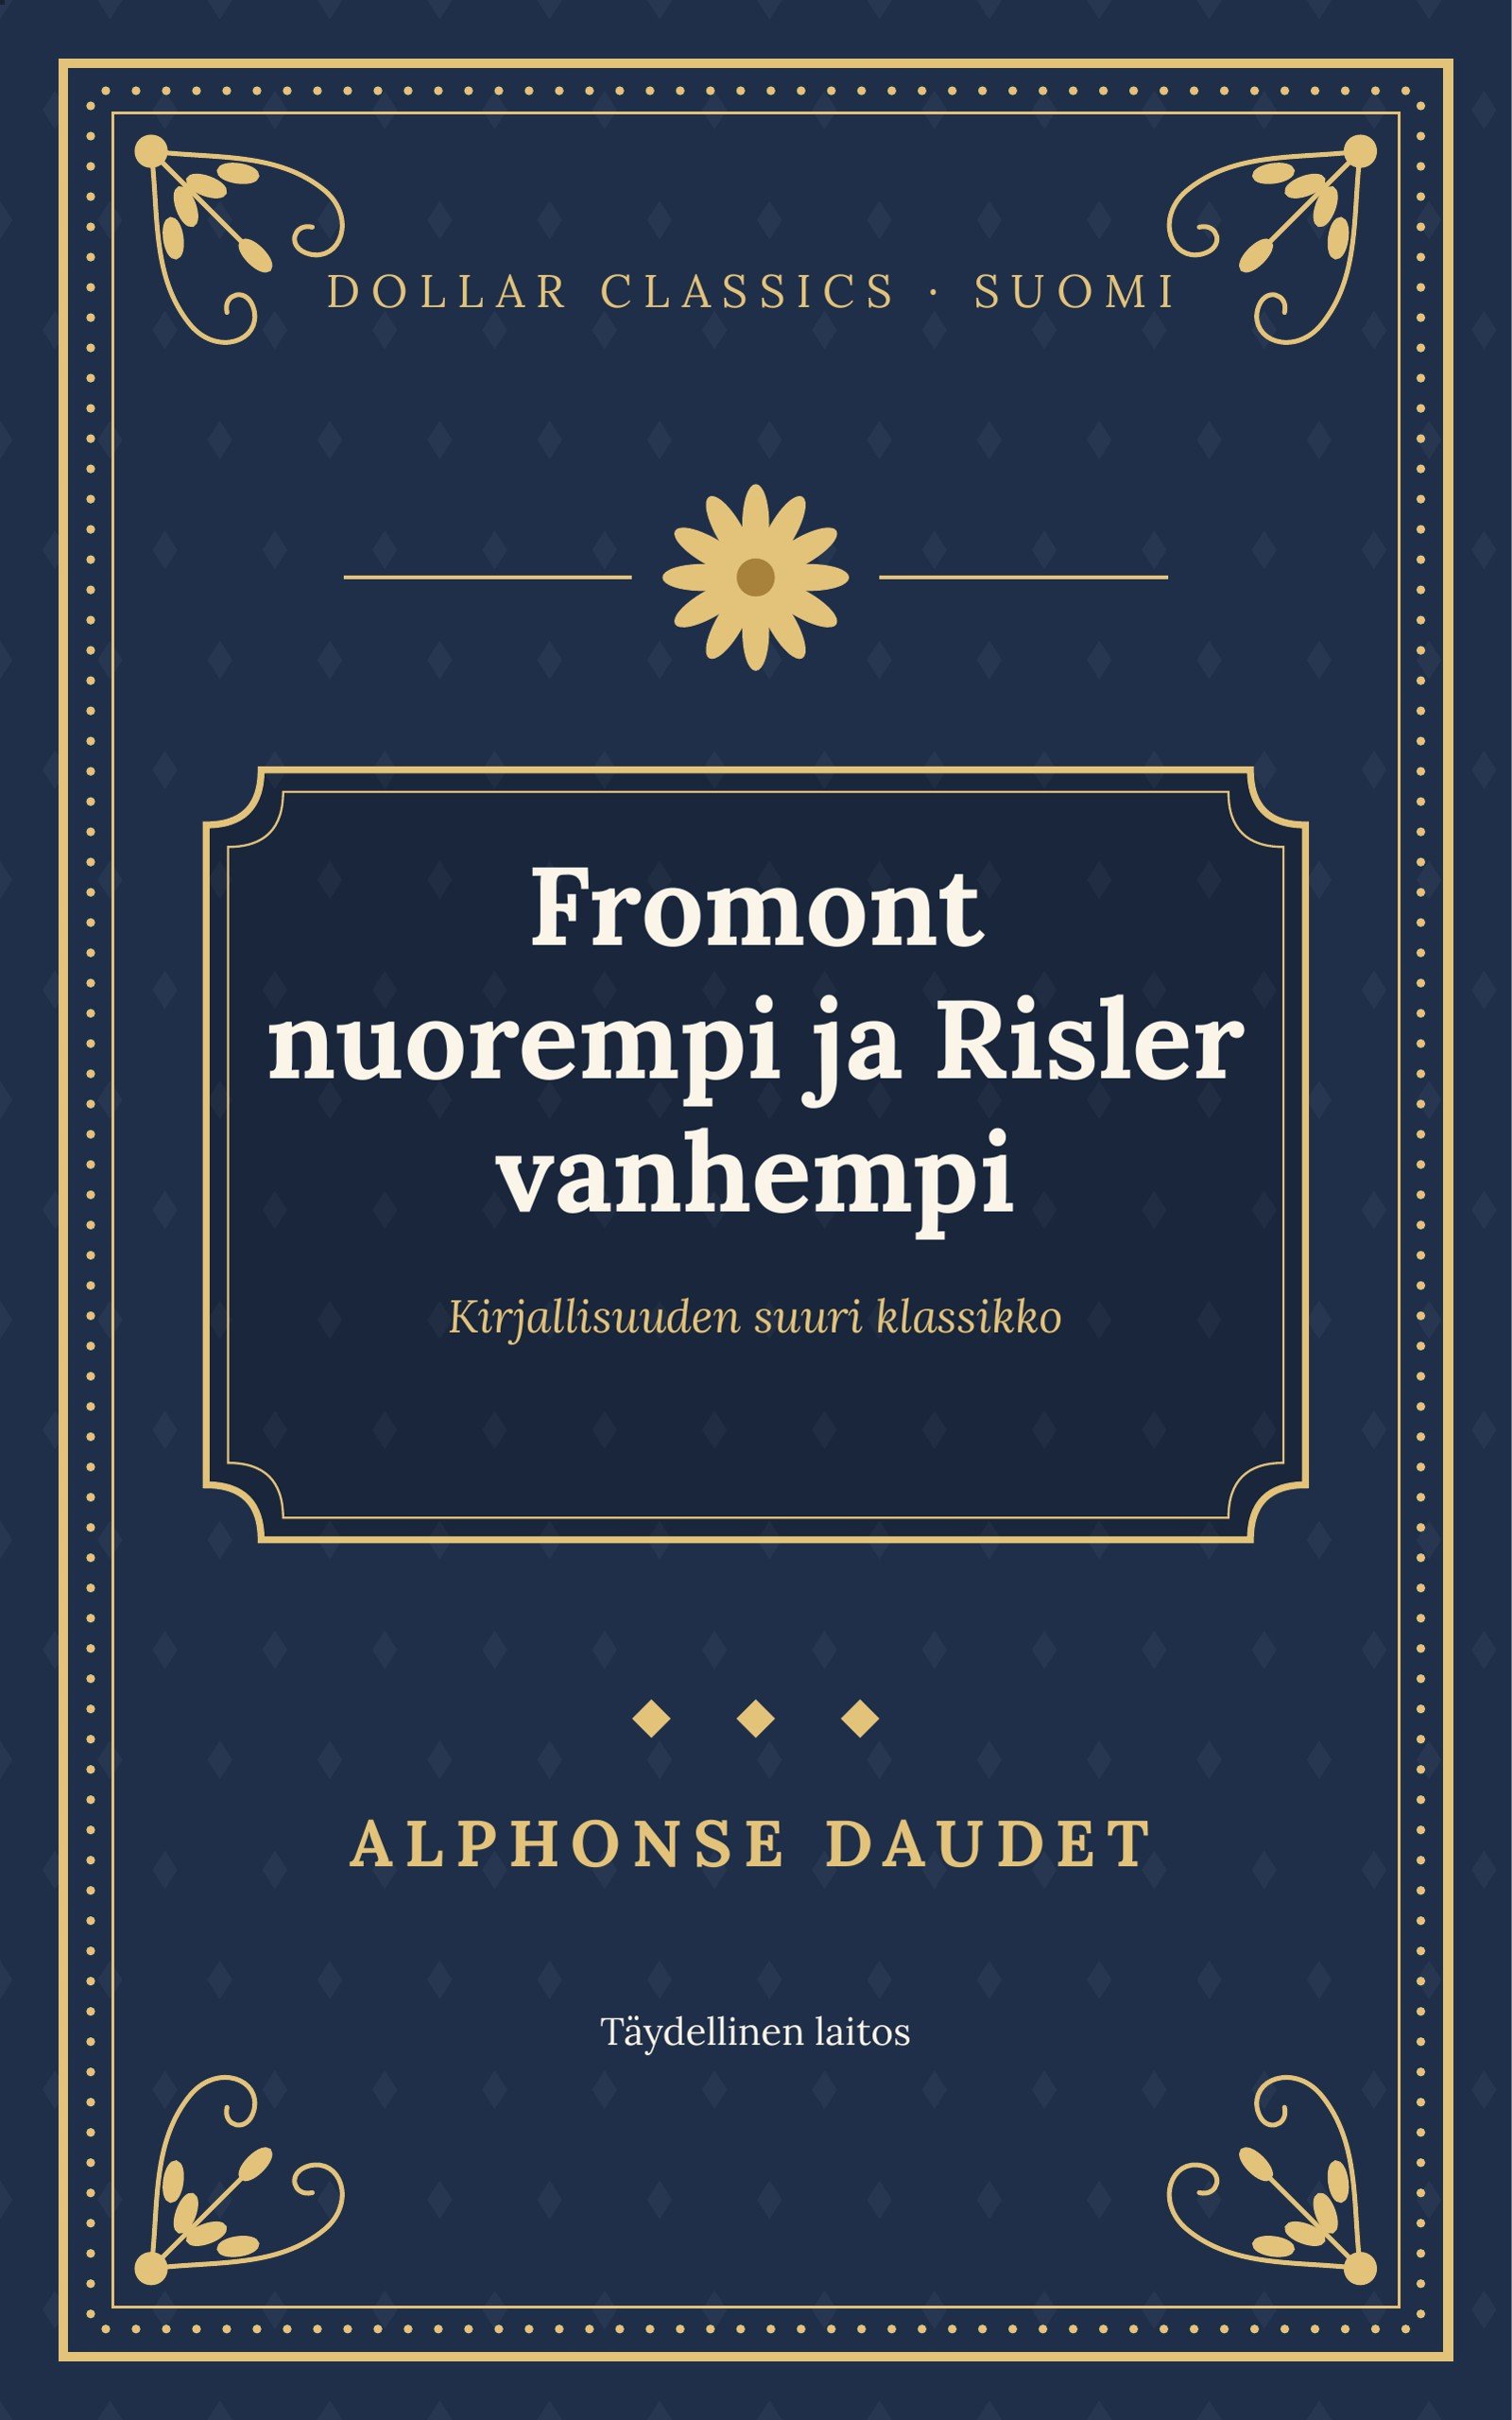 DOLLAR CLASSICS · SUOMI
Fromont
nuorempi ja Risler
vanhempi
Kirjallisuuden suuri klassikko
ALPHONSE DAUDET
Täydellinen laitos